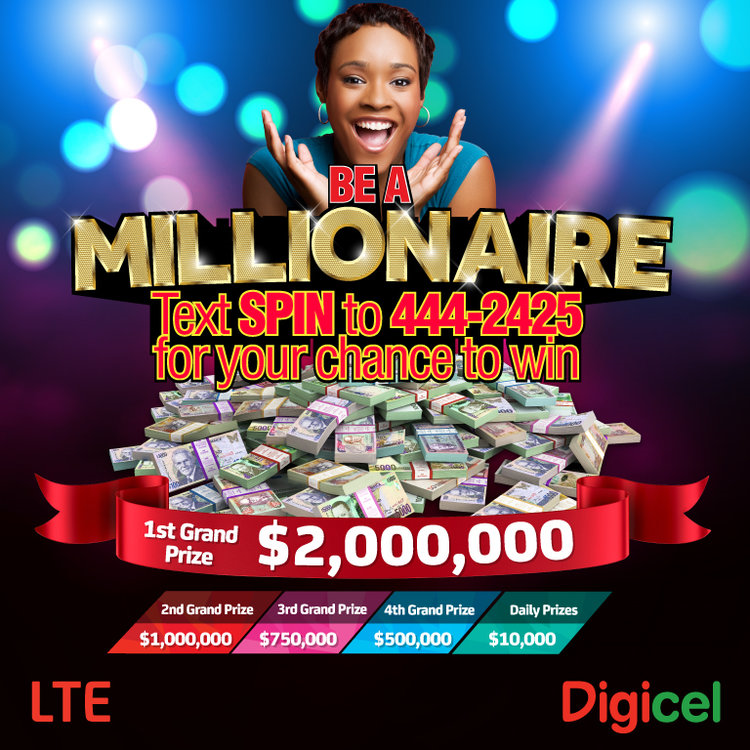 BE A
MILLIONAIRE
Text SPIN to 444-2425
for your chance to win
5000
5000
1st Grand Prize $2,000,000
2nd Grand Prize
$1,000,000
3rd Grand Prize
$750,000
4th Grand Prize
$500,000
Daily Prizes
$10,000
LTE
Digicel